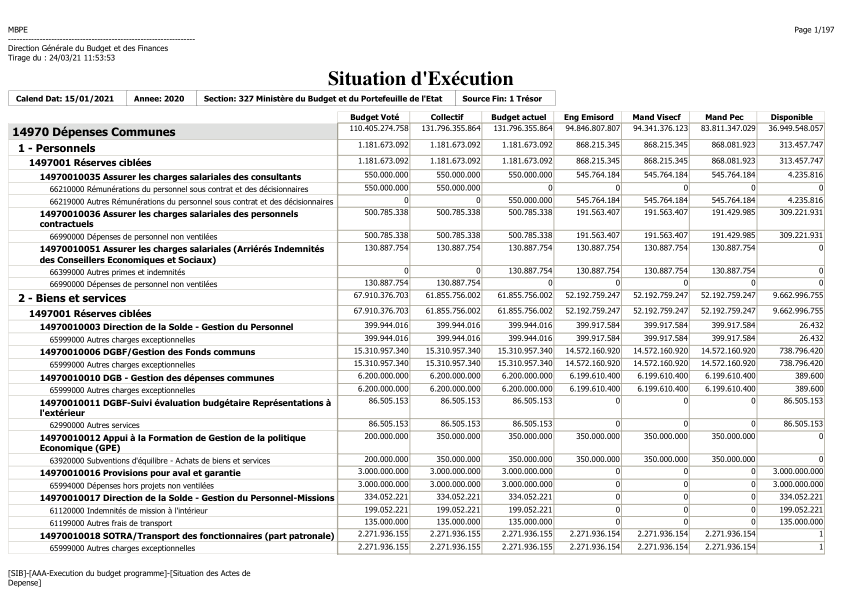 MBPE
Page 1/197
----------------------------------------------------------------
Direction Générale du Budget et des Finances
Tirage du : 24/03/21 11:53:53
Situation d'Exécution
Calend Dat: 15/01/2021 Annee: 2020 Section: 327 Ministère du Budget et du Portefeuille de l'Etat Source Fin: 1 Trésor
Budget Voté Collectif Budget actuel Eng Emisord Mand Visecf Mand Pec Disponible
14970 Dépenses Communes 110.405.274.758 131.796.355.864 131.796.355.864 94.846.807.807 94.341.376.123 83.811.347.029 36.949.548.057
1 - Personnels 1.181.673.092 1.181.673.092 1.181.673.092 868.215.345 868.215.345 868.081.923 313.457.747
1497001 Réserves ciblées 1.181.673.092 1.181.673.092 1.181.673.092 868.215.345 868.215.345 868.081.923 313.457.747
14970010035 Assurer les charges salariales des consultants 550.000.000 550.000.000 550.000.000 545.764.184 545.764.184 545.764.184 4.235.816
66210000 Rémunérations du personnel sous contrat et des décisionnaires 550.000.000 550.000.000 0 0 0 0 0
66219000 Autres Rémunérations du personnel sous contrat et des décisionnaires 0 0 550.000.000 545.764.184 545.764.184 545.764.184 4.235.816
14970010036 Assurer les charges salariales des personnels 500.785.338 500.785.338 500.785.338 191.563.407 191.563.407 191.429.985 309.221.931
contractuels
66990000 Dépenses de personnel non ventilées 500.785.338 500.785.338 500.785.338 191.563.407 191.563.407 191.429.985 309.221.931
14970010051 Assurer les charges salariales (Arriérés Indemnités 130.887.754 130.887.754 130.887.754 130.887.754 130.887.754 130.887.754 0
des Conseillers Economiques et Sociaux)
66399000 Autres primes et indemnités 0 0 130.887.754 130.887.754 130.887.754 130.887.754 0
66990000 Dépenses de personnel non ventilées 130.887.754 130.887.754 0 0 0 0 0
2 - Biens et services 67.910.376.703 61.855.756.002 61.855.756.002 52.192.759.247 52.192.759.247 52.192.759.247 9.662.996.755
1497001 Réserves ciblées 67.910.376.703 61.855.756.002 61.855.756.002 52.192.759.247 52.192.759.247 52.192.759.247 9.662.996.755
14970010003 Direction de la Solde - Gestion du Personnel 399.944.016 399.944.016 399.944.016 399.917.584 399.917.584 399.917.584 26.432
65999000 Autres charges exceptionnelles 399.944.016 399.944.016 399.944.016 399.917.584 399.917.584 399.917.584 26.432
14970010006 DGBF/Gestion des Fonds communs 15.310.957.340 15.310.957.340 15.310.957.340 14.572.160.920 14.572.160.920 14.572.160.920 738.796.420
65999000 Autres charges exceptionnelles 15.310.957.340 15.310.957.340 15.310.957.340 14.572.160.920 14.572.160.920 14.572.160.920 738.796.420
14970010010 DGB - Gestion des dépenses communes 6.200.000.000 6.200.000.000 6.200.000.000 6.199.610.400 6.199.610.400 6.199.610.400 389.600
65999000 Autres charges exceptionnelles 6.200.000.000 6.200.000.000 6.200.000.000 6.199.610.400 6.199.610.400 6.199.610.400 389.600
14970010011 DGBF-Suivi évaluation budgétaire Représentations à 86.505.153 86.505.153 86.505.153 0 0 0 86.505.153
l'extérieur
62990000 Autres services 86.505.153 86.505.153 86.505.153 0 0 0 86.505.153
14970010012 Appui à la Formation de Gestion de la politique 200.000.000 350.000.000 350.000.000 350.000.000 350.000.000 350.000.000 0
Economique (GPE)
63920000 Subventions d'équilibre - Achats de biens et services 200.000.000 350.000.000 350.000.000 350.000.000 350.000.000 350.000.000 0
14970010016 Provisions pour aval et garantie 3.000.000.000 3.000.000.000 3.000.000.000 0 0 0 3.000.000.000
65994000 Dépenses hors projets non ventilées 3.000.000.000 3.000.000.000 3.000.000.000 0 0 0 3.000.000.000
14970010017 Direction de la Solde - Gestion du Personnel-Missions 334.052.221 334.052.221 334.052.221 0 0 0 334.052.221
61120000 Indemnités de mission à l'intérieur 199.052.221 199.052.221 199.052.221 0 0 0 199.052.221
61199000 Autres frais de transport 135.000.000 135.000.000 135.000.000 0 0 0 135.000.000
14970010018 SOTRA/Transport des fonctionnaires (part patronale) 2.271.936.155 2.271.936.155 2.271.936.155 2.271.936.154 2.271.936.154 2.271.936.154 1
65999000 Autres charges exceptionnelles 2.271.936.155 2.271.936.155 2.271.936.155 2.271.936.154 2.271.936.154 2.271.936.154 1
[SIB]-[AAA-Execution du budget programme]-[Situation des Actes de
Depense]